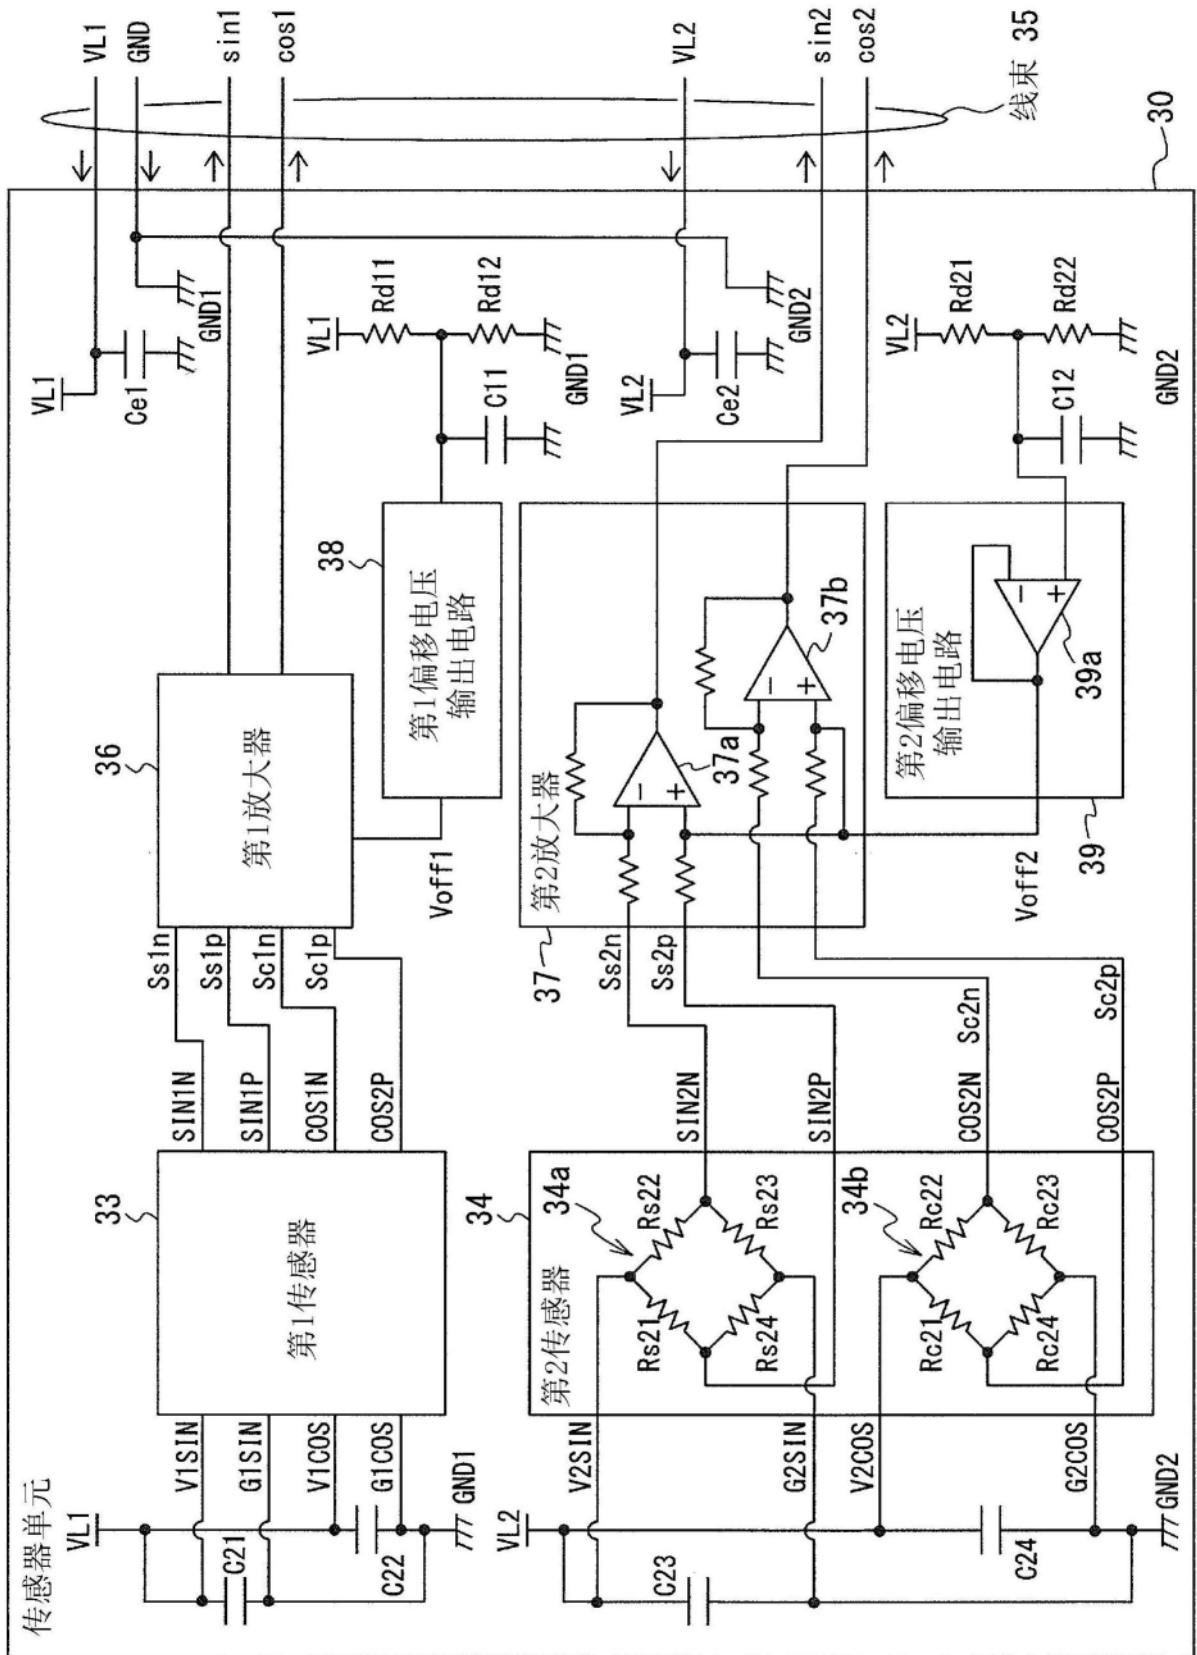 传感器单元
VL1
C21
C22
GND1
V1SIN
G1SIN
V1COS
G1COS
33
第1传感器
SIN1N
SIN1P
COS1N
COS2P
Ss1n
Ss1p
Sc1n
Sc1p
36
第1放大器
Voff1
38
第1偏移电压
输出电路
VL1
Rd11
Rd12
C11
GND1
VL1
Ce1
GND1
VL1
GND
sin1
cos1
VL2
C23
C24
GND2
V2SIN
G2SIN
V2COS
G2COS
34
第2传感器
34a
Rs21
Rs22
Rs23
Rs24
34b
Rc21
Rc22
Rc23
Rc24
SIN2N
SIN2P
COS2N
COS2P
Ss2n
Ss2p
Sc2n
Sc2p
37
第2放大器
37a
37b
Voff2
39
第2偏移电压
输出电路
39a
VL2
Rd21
Rd22
C12
GND2
VL2
Ce2
GND2
VL2
sin2
cos2
线束 35
30